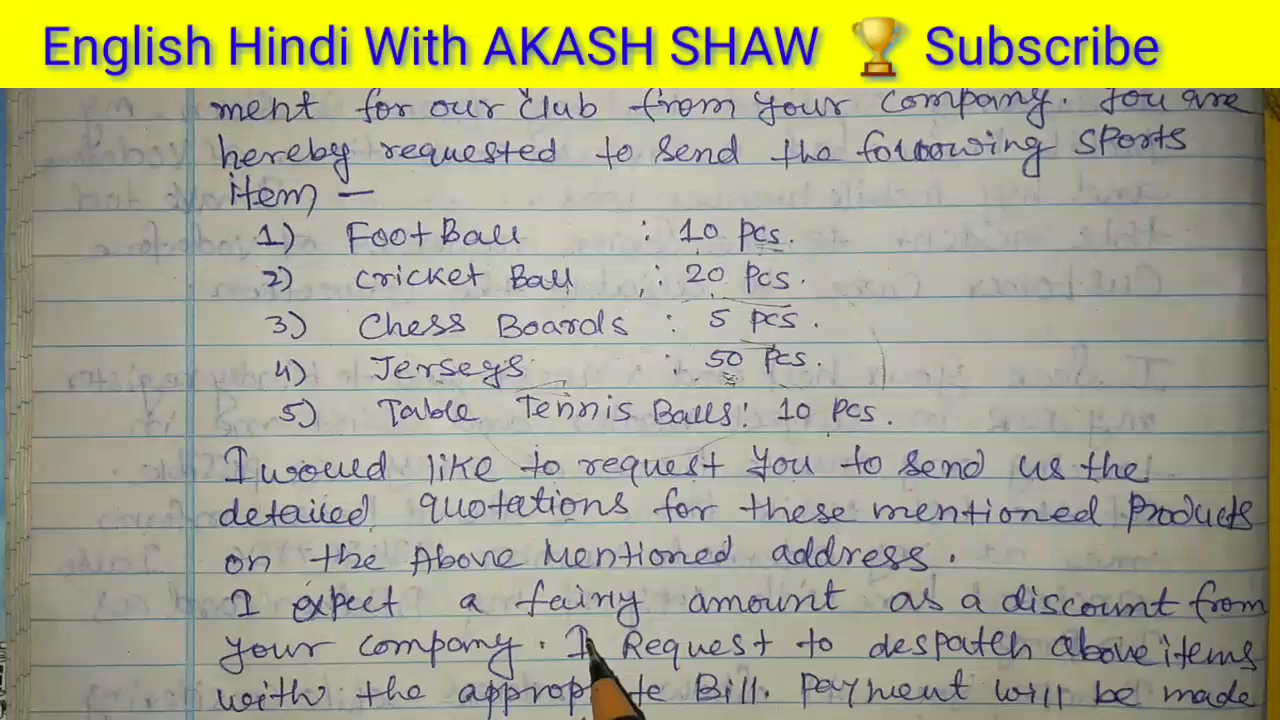 English Hindi With AKASH SHAW 🏆 Subscribe
ment for our Club from your company. You are
hereby requested to send the following sports
item —
1) FootBall : 10 pcs.
2) Cricket Ball : 20 pcs.
3) Chess Boards : 5 pcs.
4) Jerseys : 50 pcs.
5) Table Tennis Balls : 10 pcs.
I would like to request you to send us the
detailed quotations for these mentioned products
on the Above Mentioned address.
I expect a fairly amount as a discount from
your company. I Request to despatch above items
with the Bill. Payment will be made